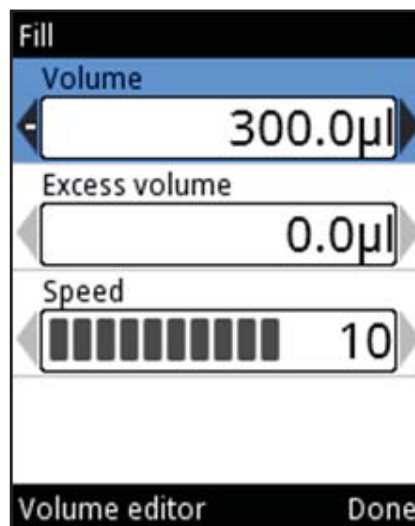 Fill
Volume
300.0µl
Excess volume
0.0µl
Speed
10
Volume editor Done